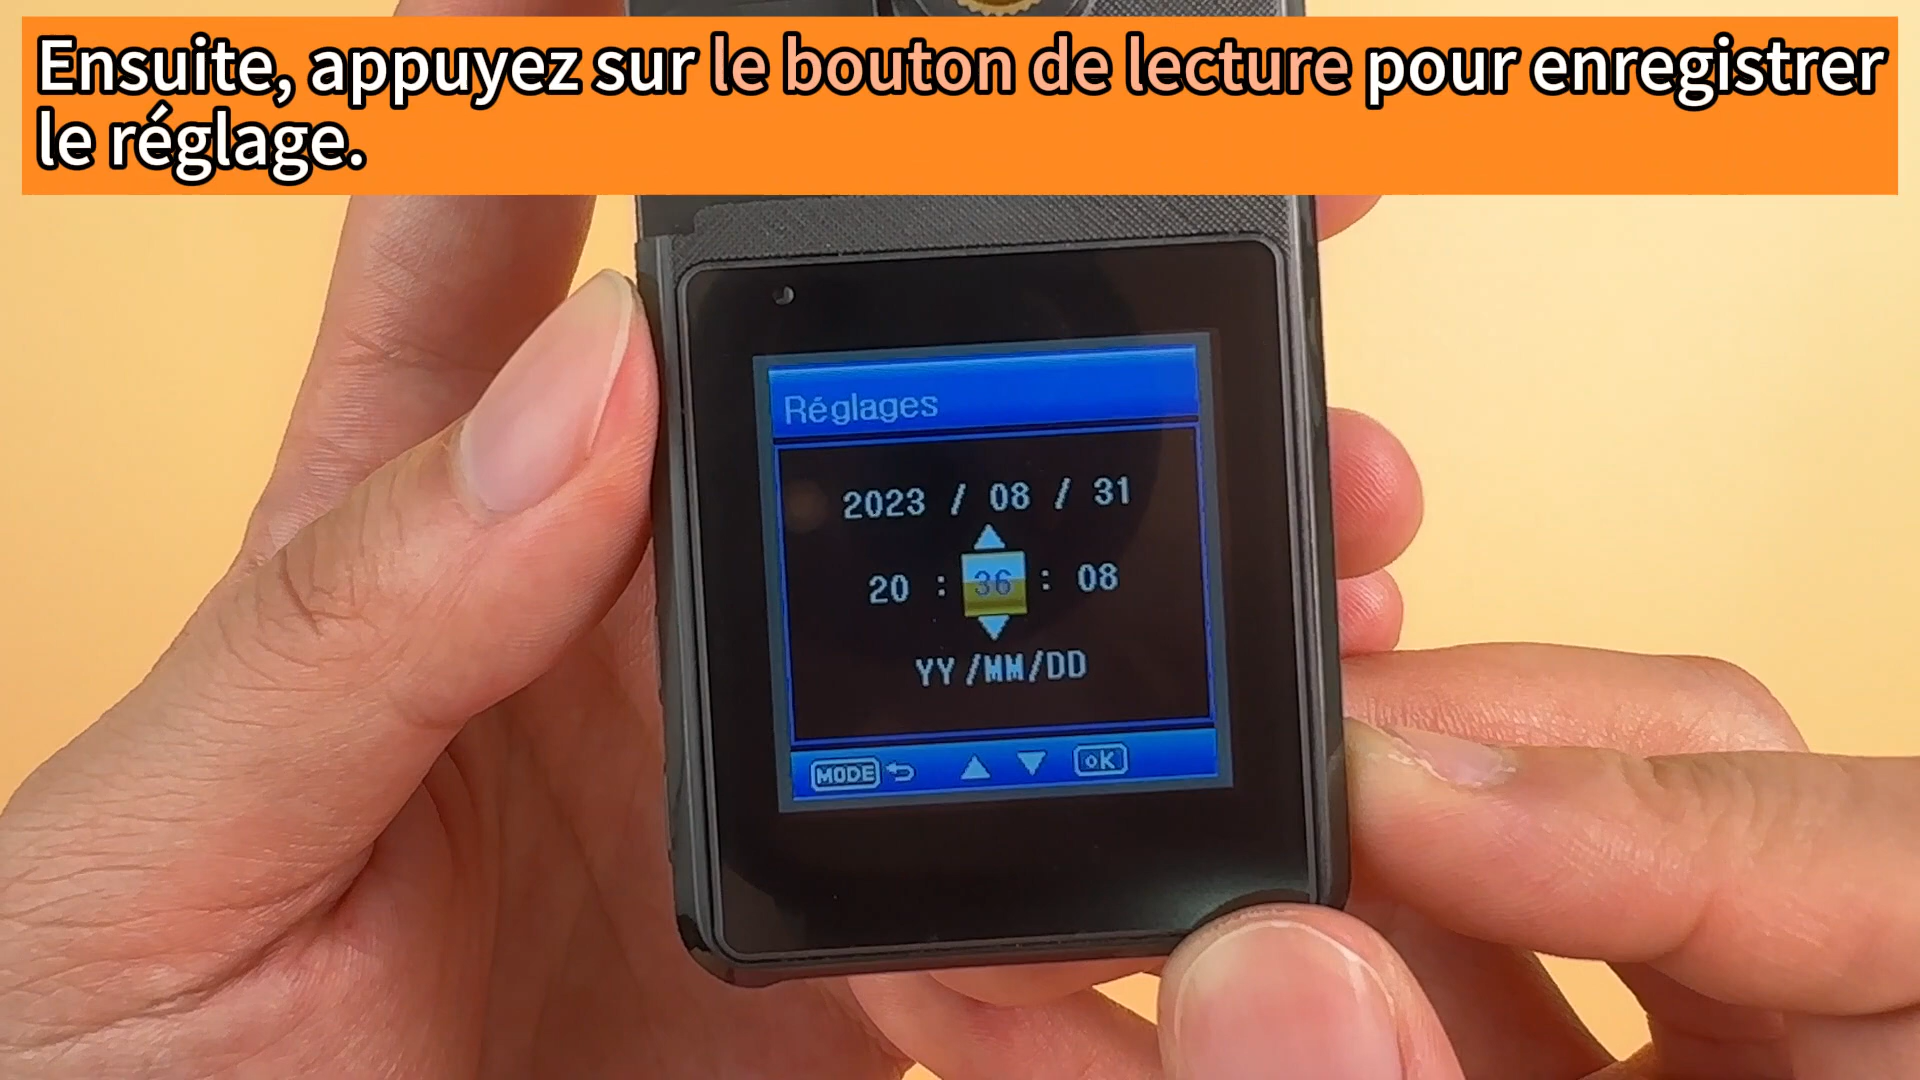 Ensuite, appuyez sur le bouton de lecture pour enregistrer
le réglage.
Réglages
2023 / 08 / 31
20 : 36 : 08
YY/MM/DD
MODE OK